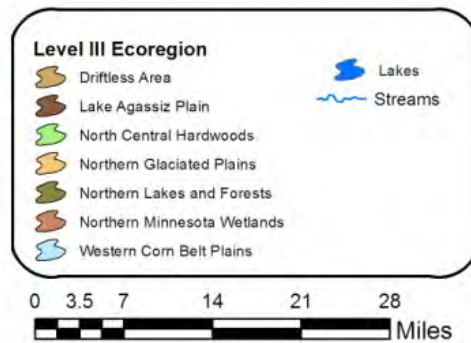 Level III Ecoregion
Driftless Area
Lake Agassiz Plain
North Central Hardwoods
Northern Glaciated Plains
Northern Lakes and Forests
Northern Minnesota Wetlands
Western Corn Belt Plains
Lakes
Streams
0 3.5 7 14 21 28
Miles